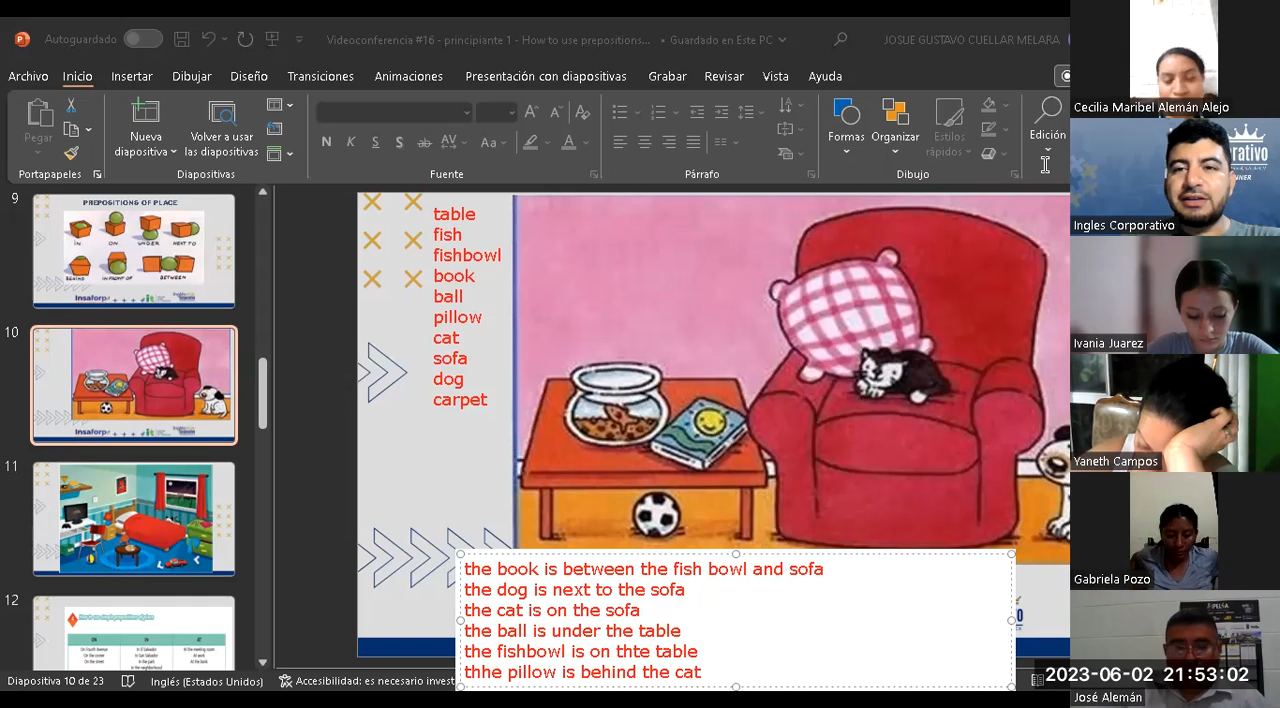 Autoguardado
Videoconferencia #16 - principiante 1 - How to use prepositions... • Guardado en Este PC
JOSUE GUSTAVO CUELLAR MELARA
Archivo Inicio Insertar Dibujar Diseño Transiciones Animaciones Presentación con diapositivas Grabar Revisar Vista Ayuda
Pegar
Nueva diapositiva
Volver a usar las diapositivas
N K S S ab AV Aa A
Formas Organizar Estilos rápidos Edición
Portapapeles Diapositivas Fuente Párrafo Dibujo
9
PREPOSITIONS OF PLACE
IN ON UNDER NEXT TO
BEHIND IN FRONT OF BETWEEN
Insaforp
10
Insaforp
11
12
ON IN AT
table
fish
fishbowl
book
ball
pillow
cat
sofa
dog
carpet
the book is between the fish bowl and sofa
the dog is next to the sofa
the cat is on the sofa
the ball is under the table
the fishbowl is on thte table
thhe pillow is behind the cat
Diapositiva 10 de 23 Inglés (Estados Unidos) Accesibilidad: es necesario invest
Cecilia Maribel Alemán Alejo
Ingles Corporativo
Ivania Juarez
Yaneth Campos
Gabriela Pozo
2023-06-02 21:53:02
José Alemán